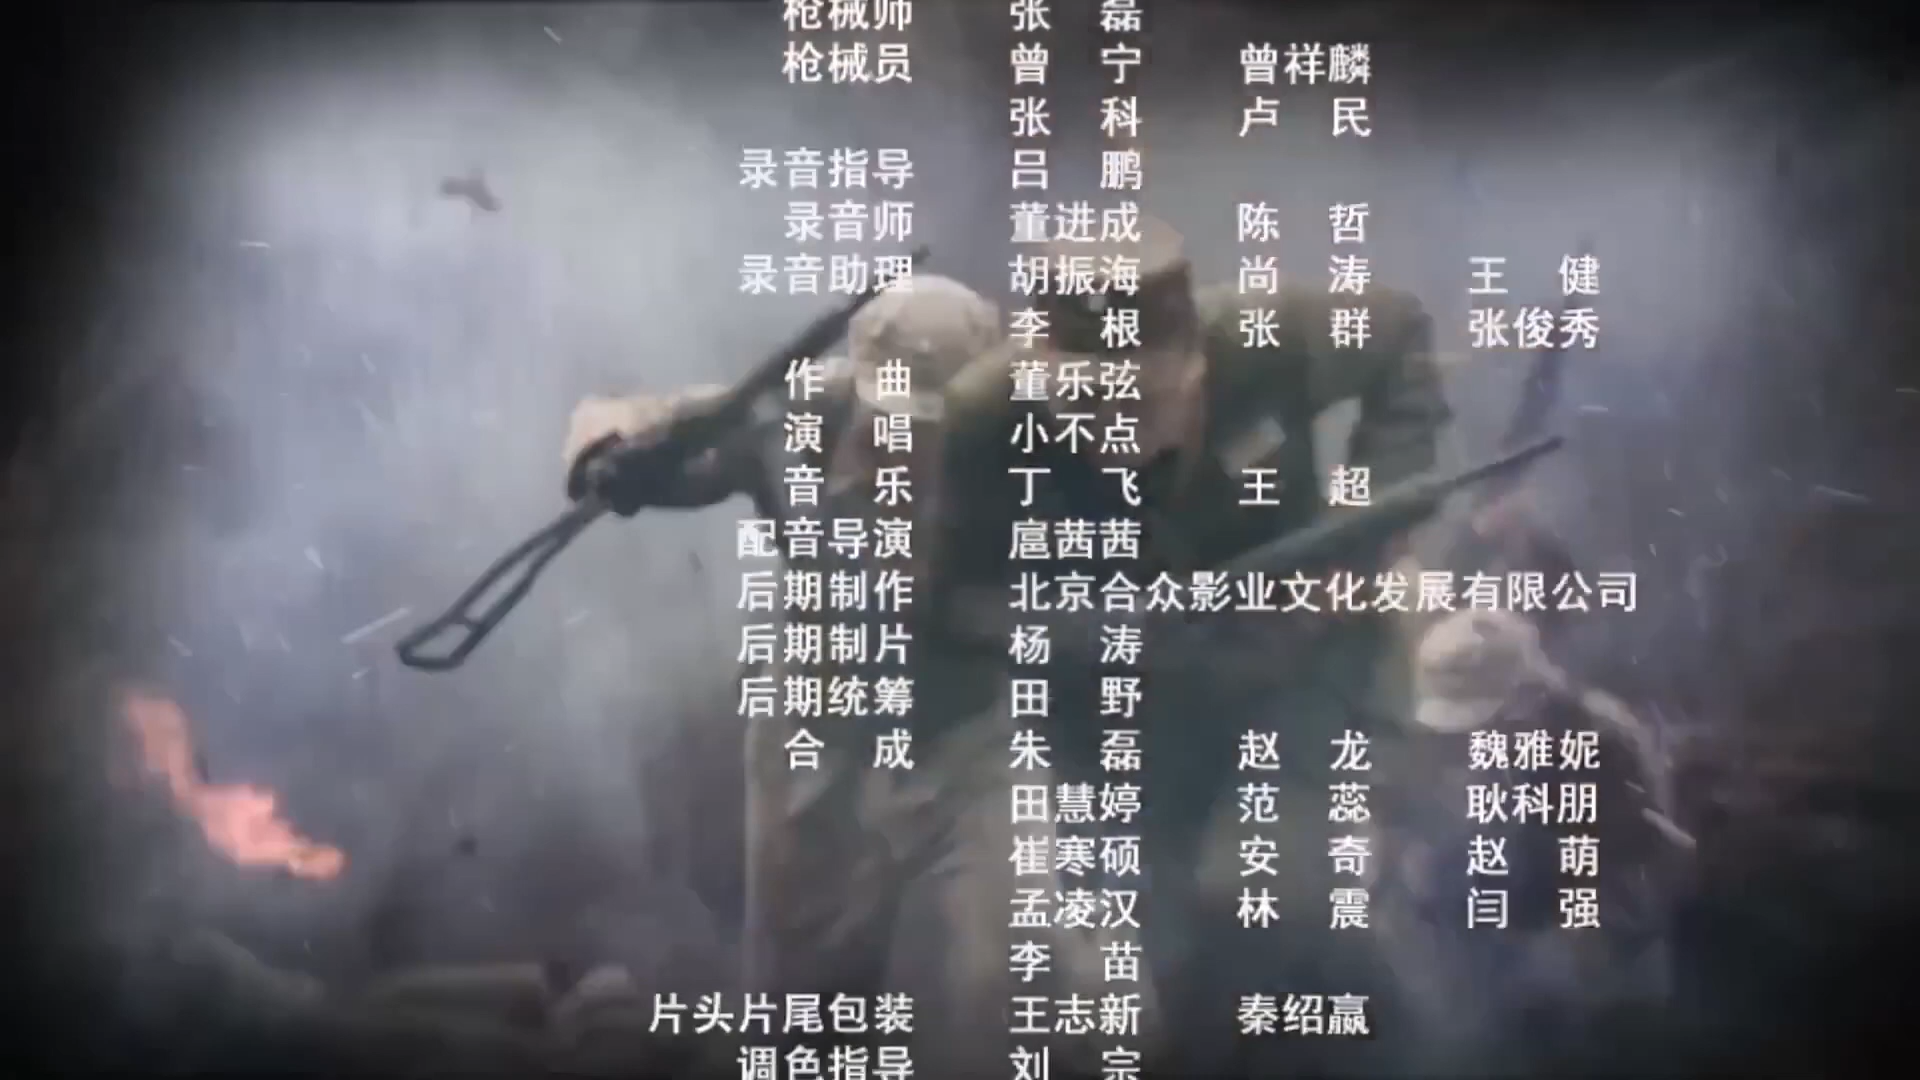 枪械师 张磊
枪械员 曾宁 曾祥麟
张科 卢民
录音指导 吕鹏
录音师 董进成 陈哲
录音助理 胡振海 尚涛 王健
李根 张群 张俊秀
作曲 董乐弦
演唱 小不点
音乐 丁飞 王超
配音导演 扈茜茜
后期制作 北京合众影业文化发展有限公司
后期制片 杨涛
后期统筹 田野
合成 朱磊 赵龙 魏雅妮
田慧婷 范蕊 耿科朋
崔寒硕 安奇 赵萌
孟凌汉 林震 闫强
李苗
片头片尾包装 王志新 秦绍赢
调色指导 刘宗